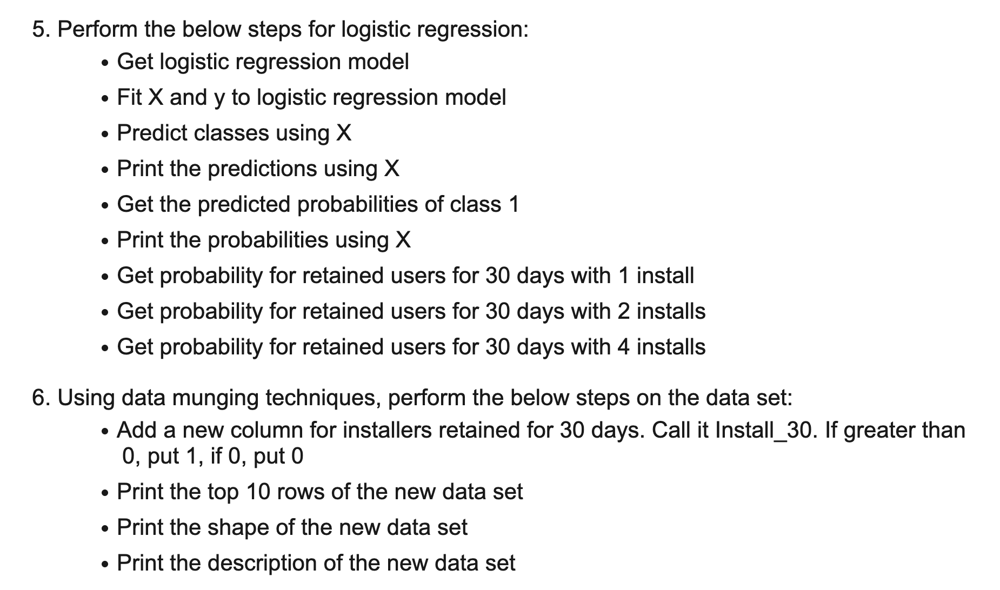 5. Perform the below steps for logistic regression:
• Get logistic regression model
• Fit X and y to logistic regression model
• Predict classes using X
• Print the predictions using X
• Get the predicted probabilities of class 1
• Print the probabilities using X
• Get probability for retained users for 30 days with 1 install
• Get probability for retained users for 30 days with 2 installs
• Get probability for retained users for 30 days with 4 installs
6. Using data munging techniques, perform the below steps on the data set:
• Add a new column for installers retained for 30 days. Call it Install_30. If greater than
0, put 1, if 0, put 0
• Print the top 10 rows of the new data set
• Print the shape of the new data set
• Print the description of the new data set